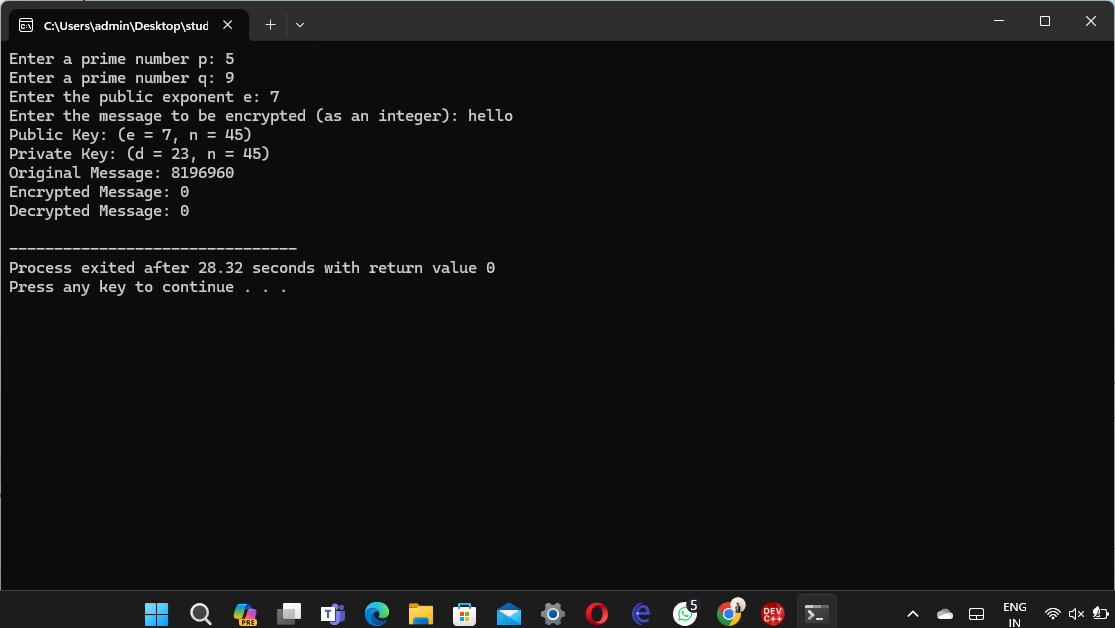 C:\Users\admin\Desktop\stud
Enter a prime number p: 5
Enter a prime number q: 9
Enter the public exponent e: 7
Enter the message to be encrypted (as an integer): hello
Public Key: (e = 7, n = 45)
Private Key: (d = 23, n = 45)
Original Message: 8196960
Encrypted Message: 0
Decrypted Message: 0
--------------------------------
Process exited after 28.32 seconds with return value 0
Press any key to continue . . .
PRE
T
5
DEV
C++
ENG
IN